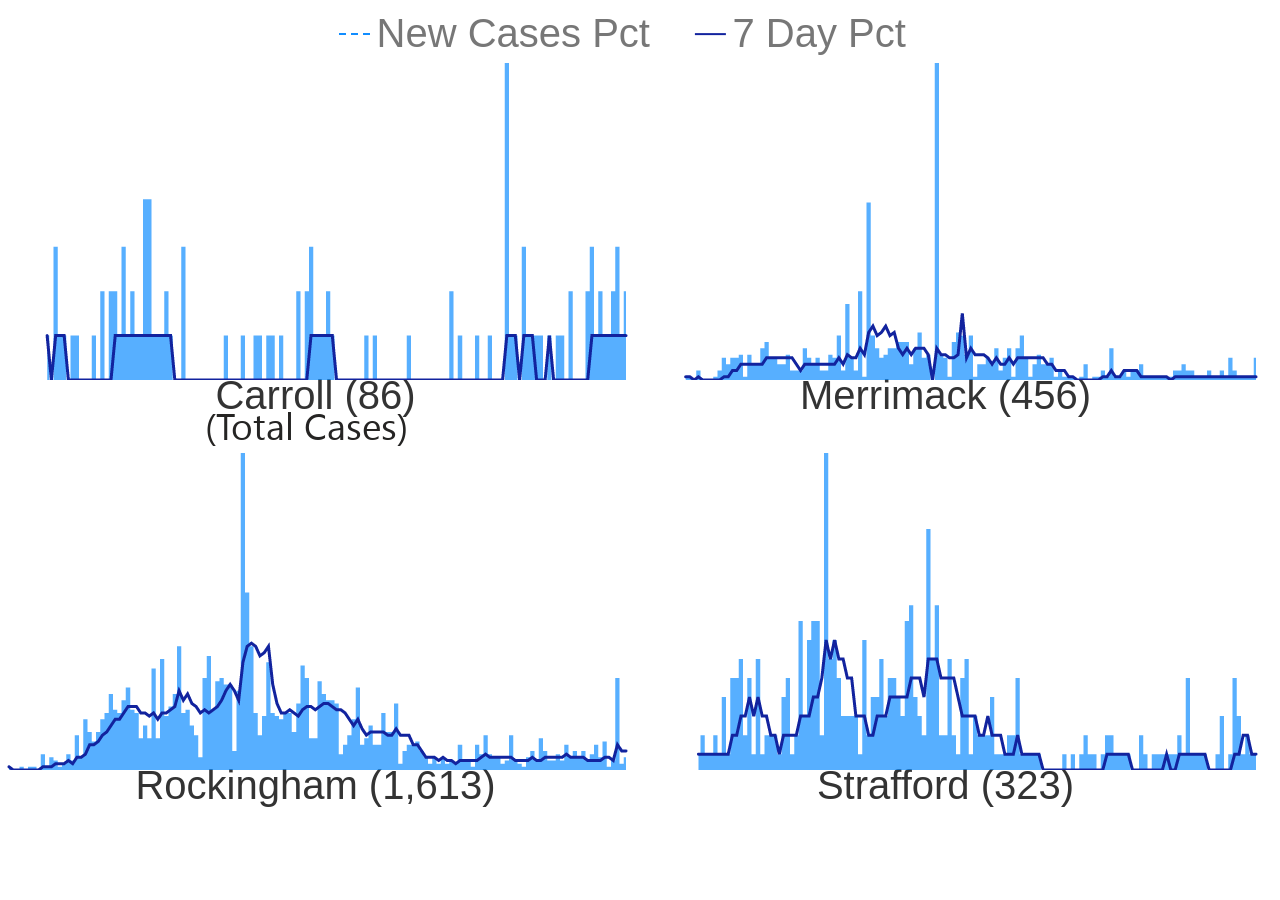 New Cases Pct 7 Day Pct
Carroll (86) Merrimack (456)
(Total Cases)
Rockingham (1,613) Strafford (323)